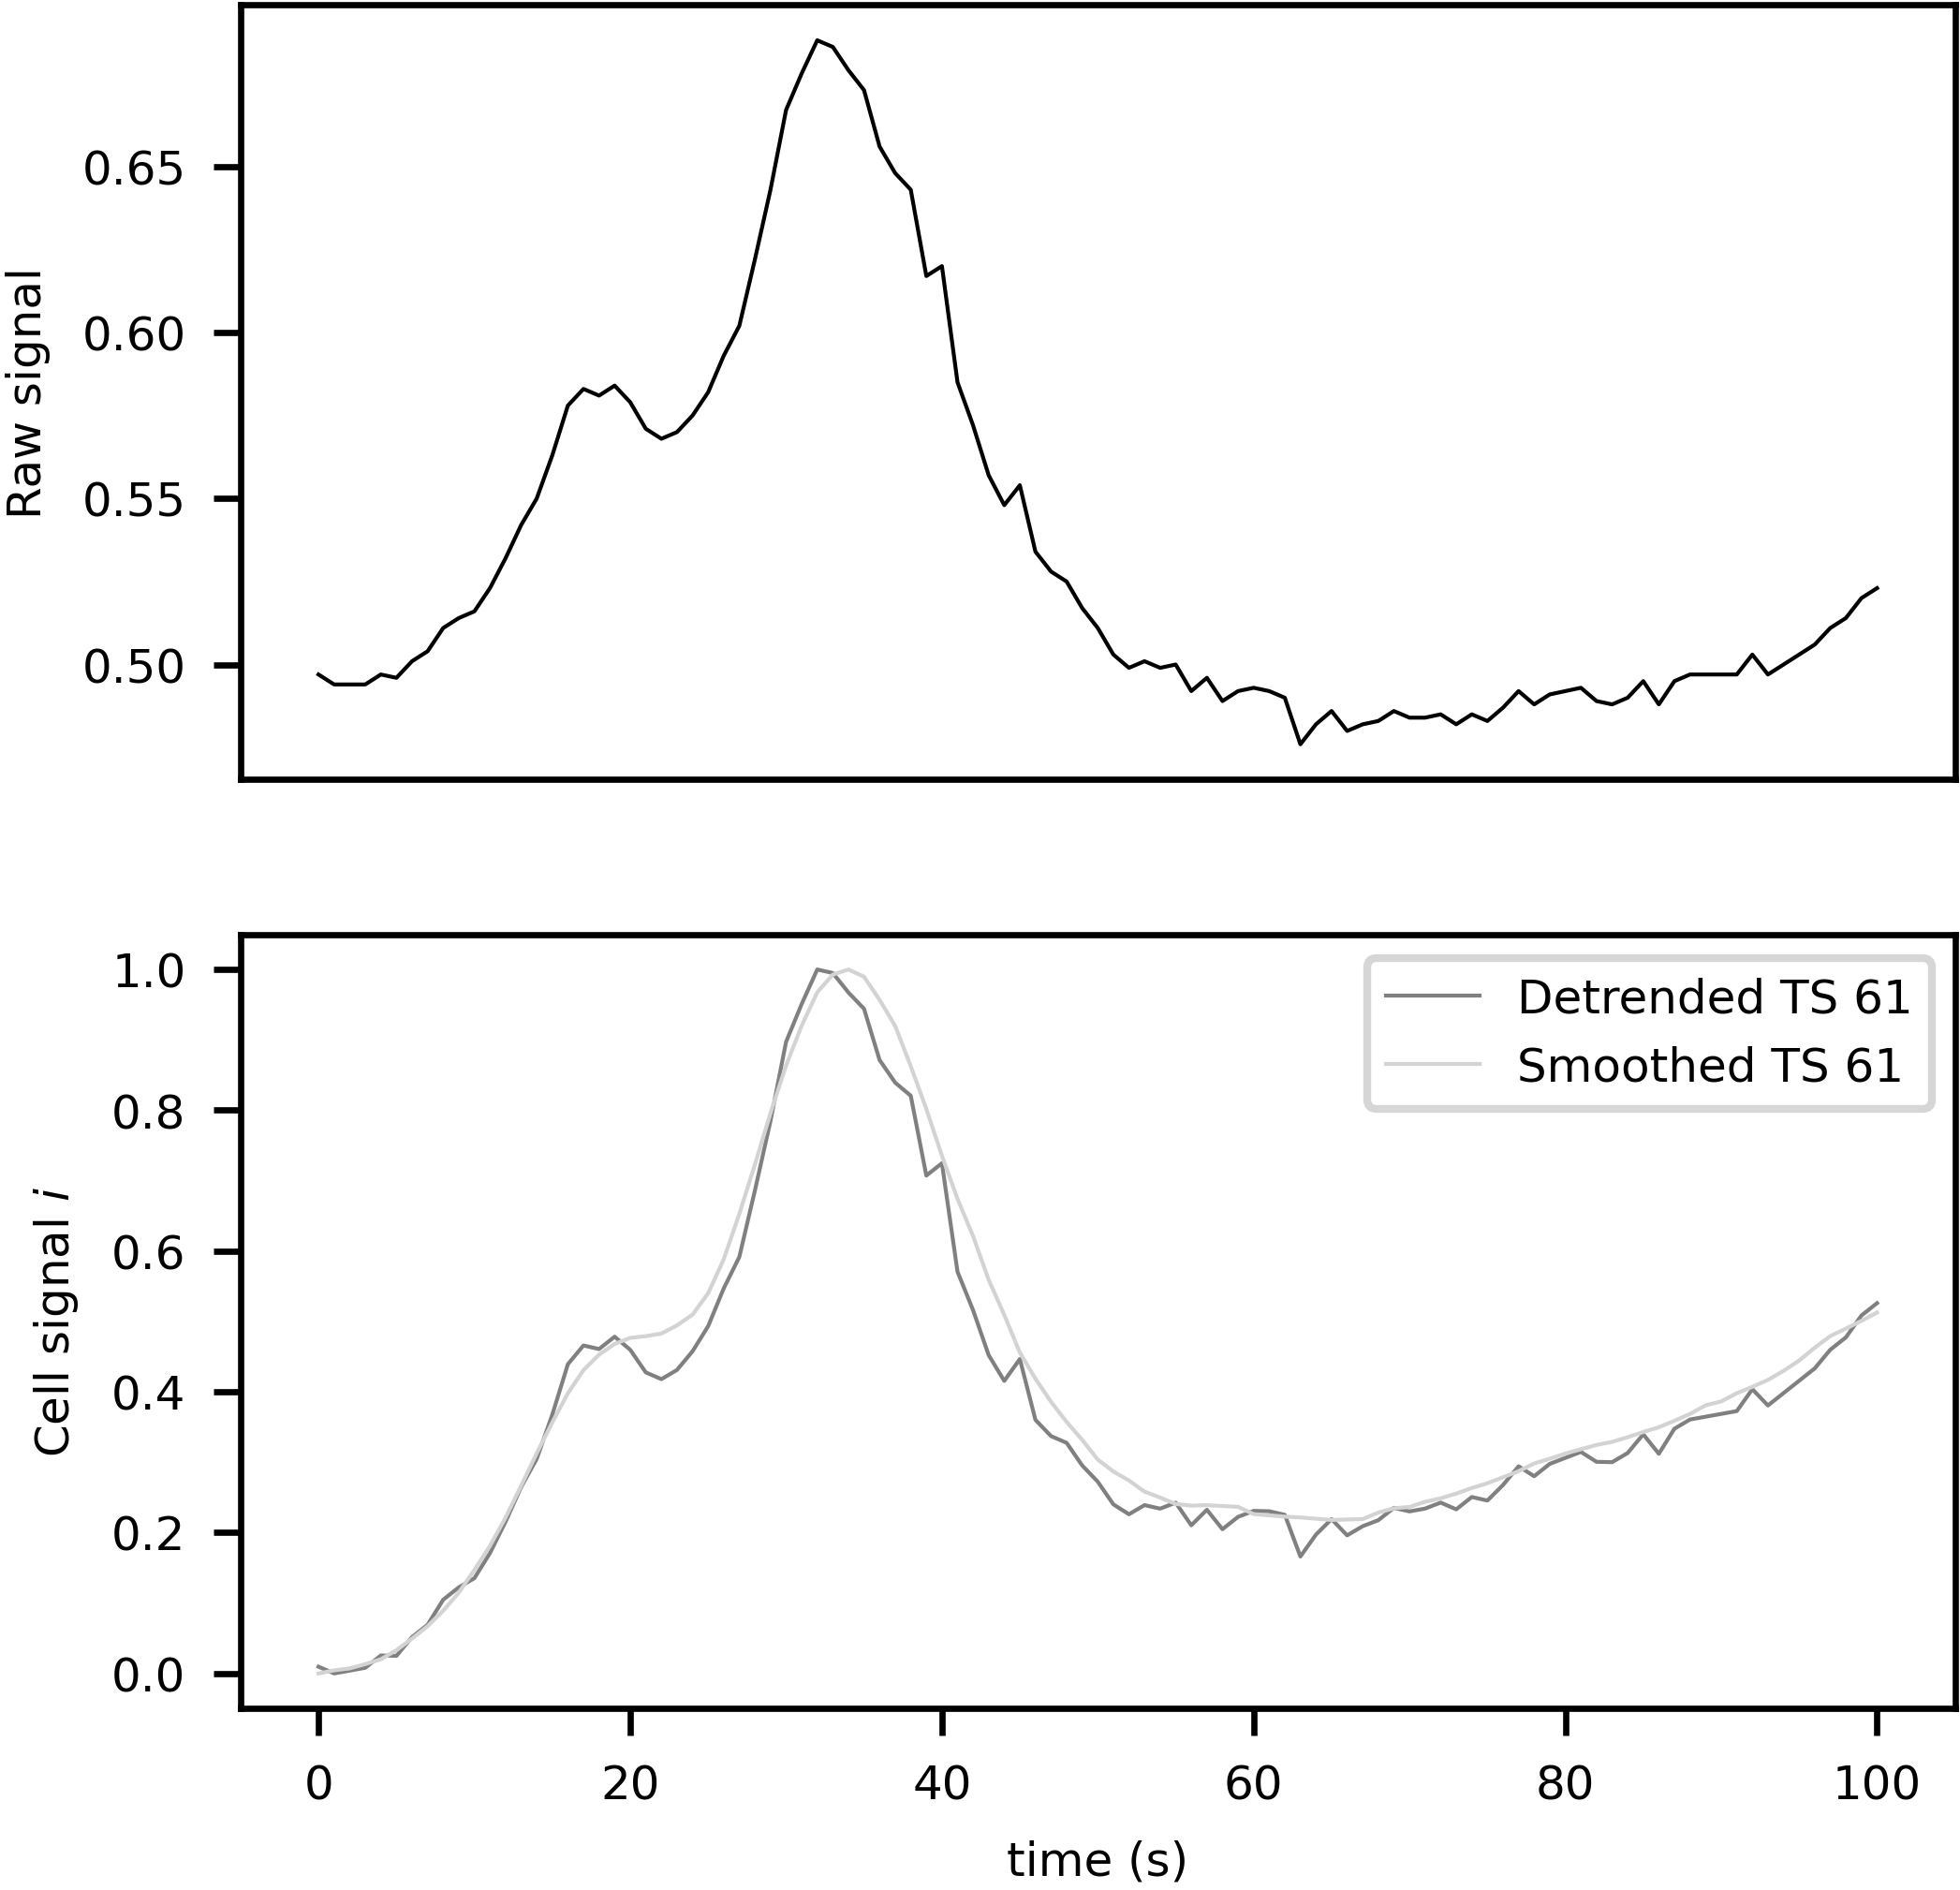 Raw signal
0.65
0.60
0.55
0.50
Cell signal i
1.0
0.8
0.6
0.4
0.2
0.0
Detrended TS 61
Smoothed TS 61
0 20 40 60 80 100
time (s)